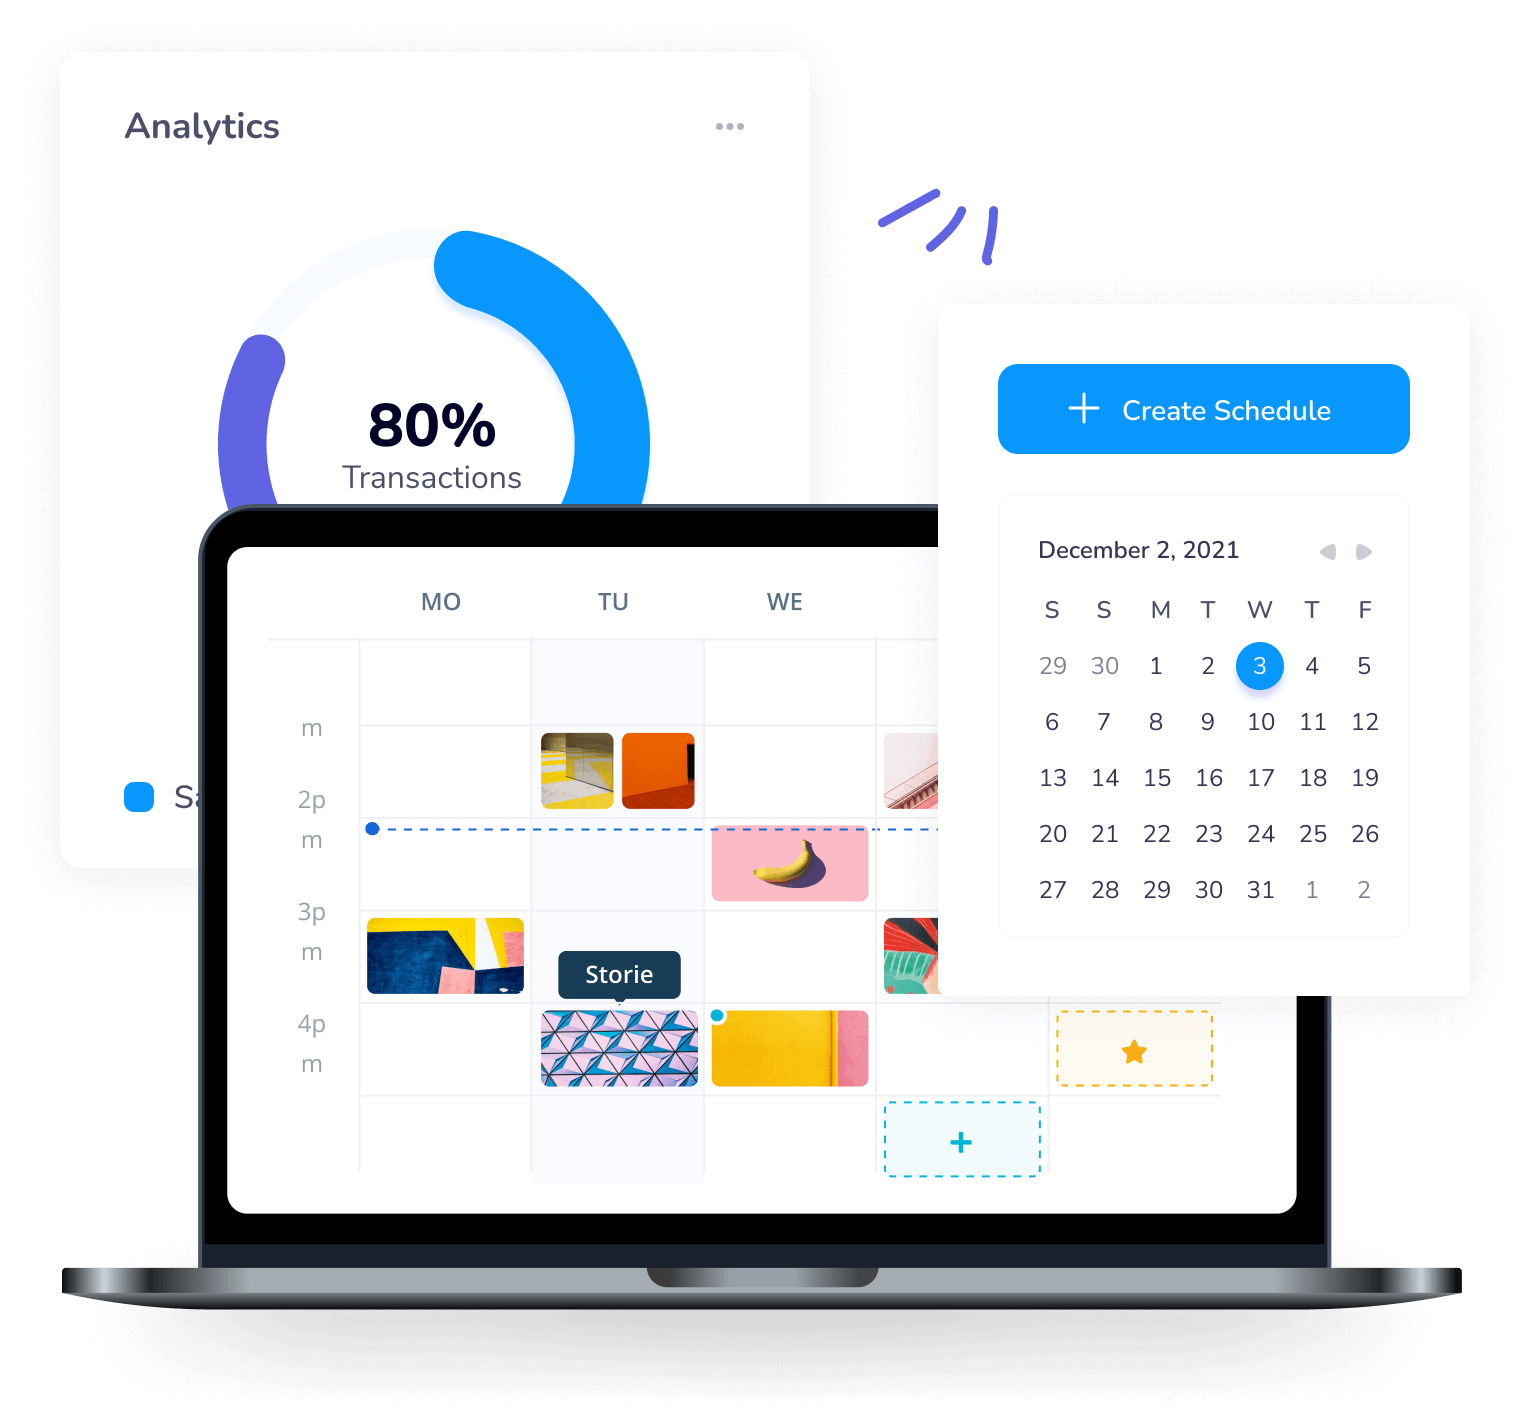 Analytics
80%
Transactions
Create Schedule
December 2, 2021
S S M T W T F
29 30 1 2 3 4 5
6 7 8 9 10 11 12
13 14 15 16 17 18 19
20 21 22 23 24 25 26
27 28 29 30 31 1 2
MO TU WE
m
2p
m
3p
m
4p
m
Storie